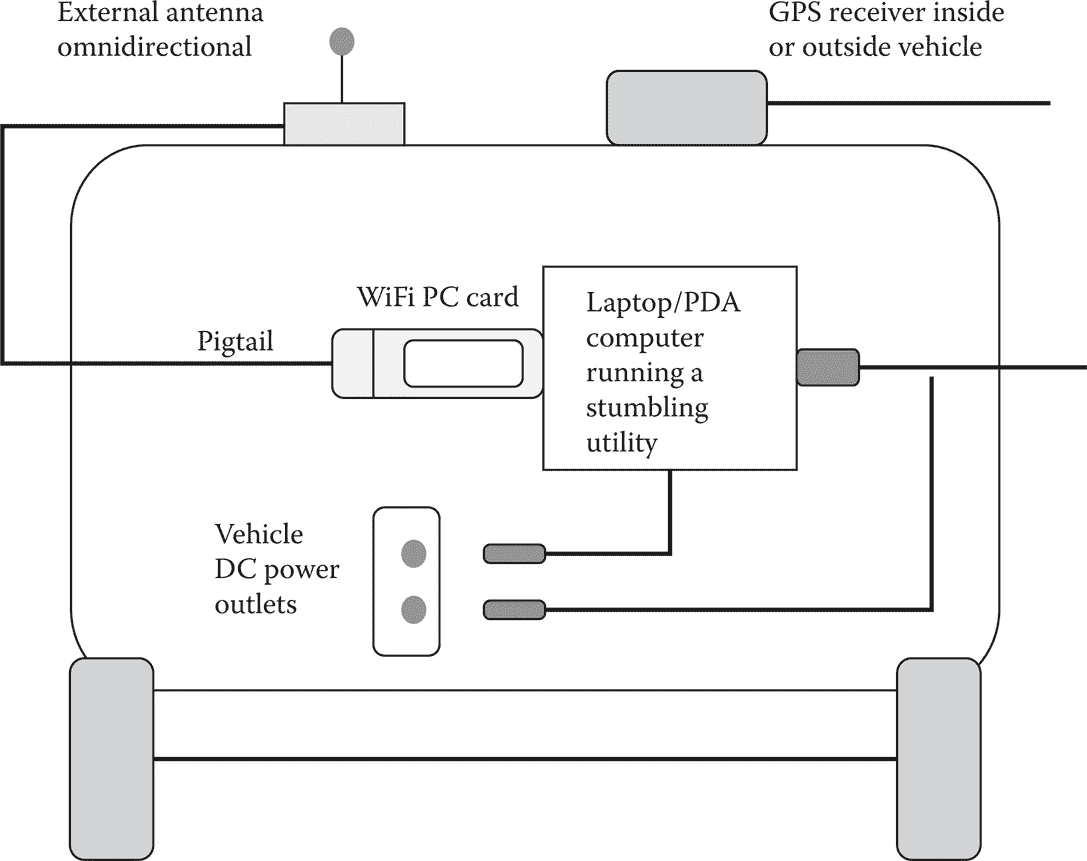 External antenna
omnidirectional
GPS receiver inside
or outside vehicle
WiFi PC card
Pigtail
Laptop/PDA
computer
running a
stumbling
utility
Vehicle
DC power
outlets